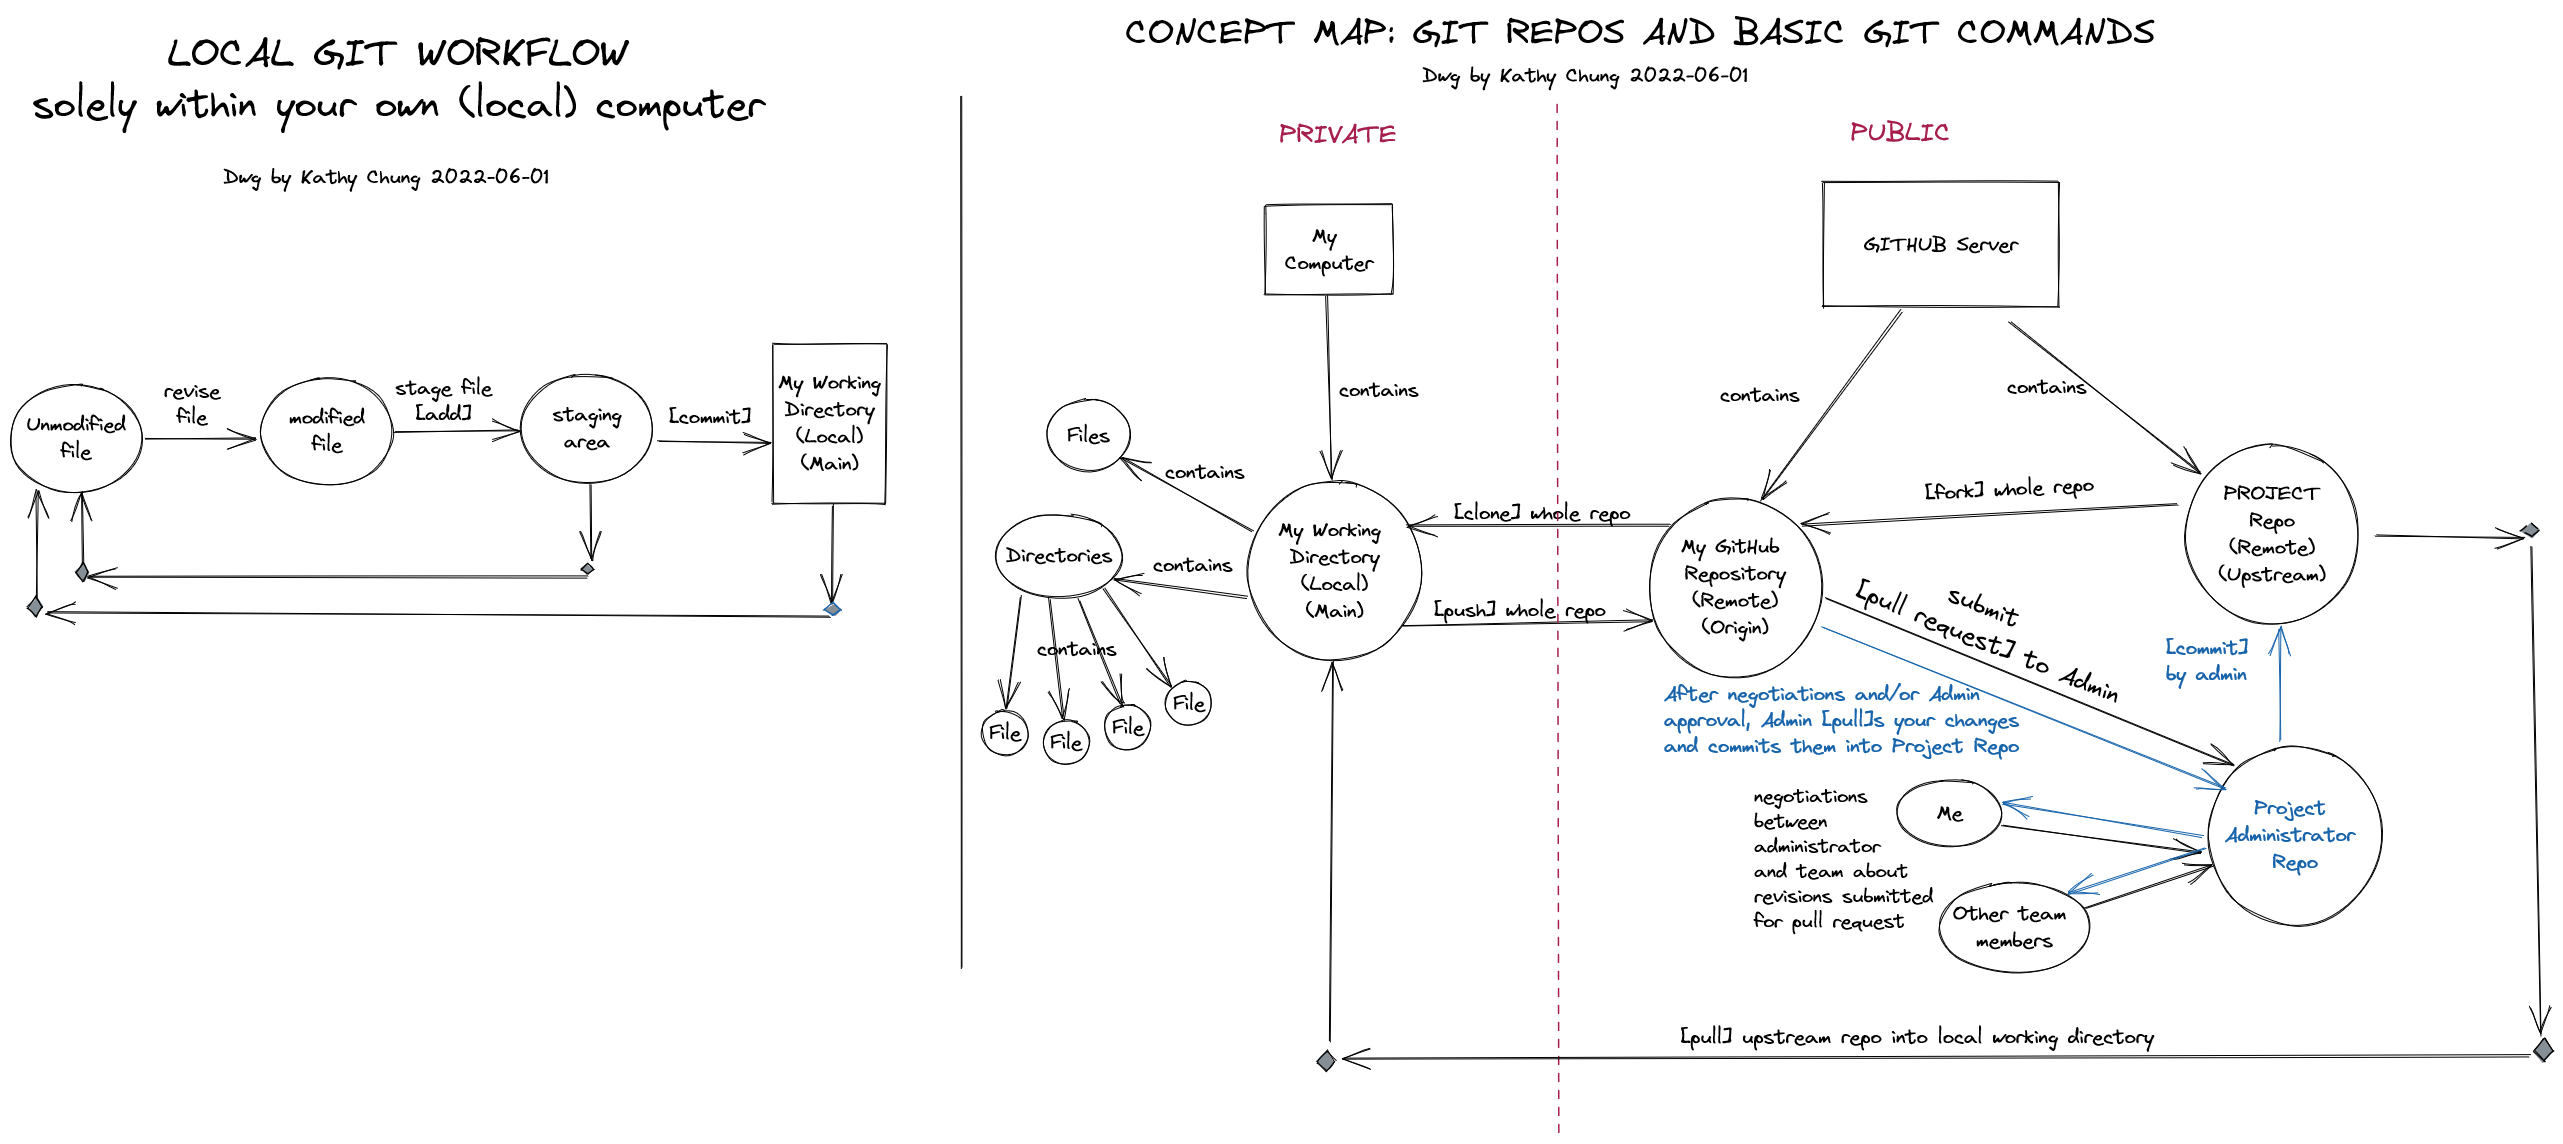 LOCAL GIT WORKFLOW
solely within your own (local) computer
Dwg by Kathy Chung 2022-06-01
Unmodified
file
revise
file
modified
file
stage file
[add]
staging
area
[commit]
My Working
Directory
(Local)
(Main)
CONCEPT MAP: GIT REPOS AND BASIC GIT COMMANDS
Dwg by Kathy Chung 2022-06-01
PRIVATE
PUBLIC
My
Computer
GITHUB Server
contains
contains
contains
Files
contains
Directories
contains
contains
File
File
File
File
My Working
Directory
(Local)
(Main)
[clone] whole repo
[push] whole repo
My GitHub
Repository
(Remote)
(Origin)
[fork] whole repo
PROJECT
Repo
(Remote)
(Upstream)
submit
[pull request] to Admin
[commit]
by admin
After negotiations and/or Admin
approval, Admin [pull]s your changes
and commits them into Project Repo
negotiations
between
administrator
and team about
revisions submitted
for pull request
Me
Other team
members
Project
Administrator
Repo
[pull] upstream repo into local working directory